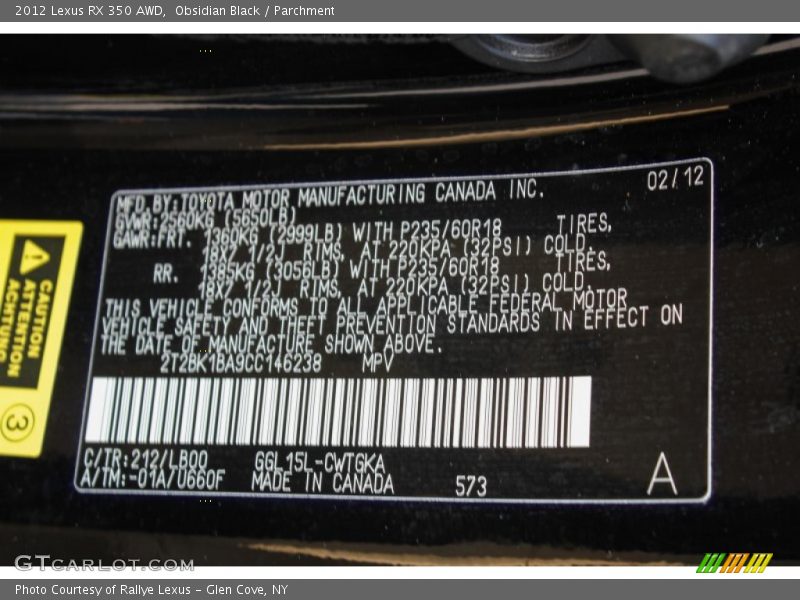 2012 Lexus RX 350 AWD, Obsidian Black / Parchment
02/12
MFD BY:TOYOTA MOTOR MANUFACTURING CANADA INC.
GVWR:2560KG (5650LB)
GAWR:FRT. 1360KG (2999LB) WITH P235/60R18 TIRES,
18X7 1/2J RIMS, AT 220KPA (32PSI) COLD.
RR. 1385KG (3056LB) WITH P235/60R18 TIRES,
18X7 1/2J RIMS, AT 220KPA (32PSI) COLD.
THIS VEHICLE CONFORMS TO ALL APPLICABLE FEDERAL MOTOR
VEHICLE SAFETY AND THEFT PREVENTION STANDARDS IN EFFECT ON
THE DATE OF MANUFACTURE SHOWN ABOVE.
2T2BK1BA9CC146238 MPV
C/TR:212/LB00 GGL15L-CWTGKA
A/TM:-01A/U660F MADE IN CANADA 573
A
CAUTION
ATTENTION
ACHTUNG
3
GTCARLOT.COM
Photo Courtesy of Rallye Lexus - Glen Cove, NY